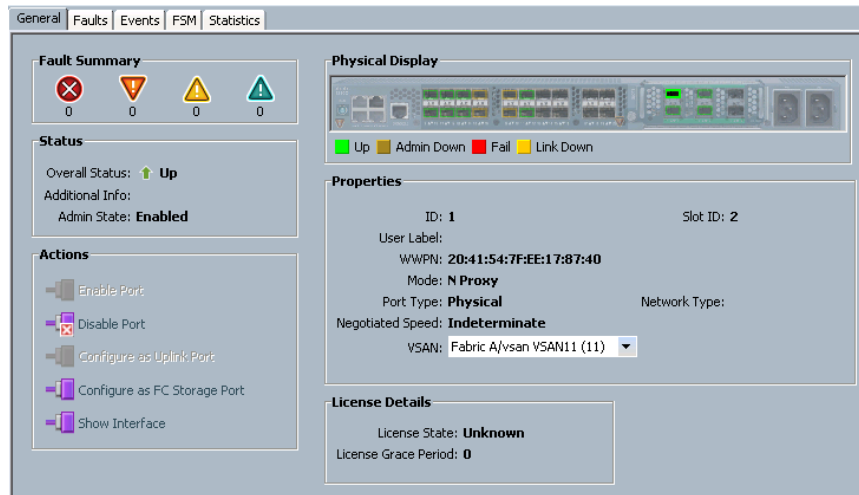 General Faults Events FSM Statistics
Fault Summary
0 0 0 0
Status
Overall Status: Up
Additional Info:
Admin State: Enabled
Actions
Enable Port
Disable Port
Configure as Uplink Port
Configure as FC Storage Port
Show Interface
Physical Display
Up Admin Down Fail Link Down
Properties
ID: 1 Slot ID: 2
User Label:
WWPN: 20:41:54:7F:EE:17:87:40
Mode: N Proxy
Port Type: Physical Network Type:
Negotiated Speed: Indeterminate
VSAN: Fabric A/vsan VSAN11 (11)
License Details
License State: Unknown
License Grace Period: 0